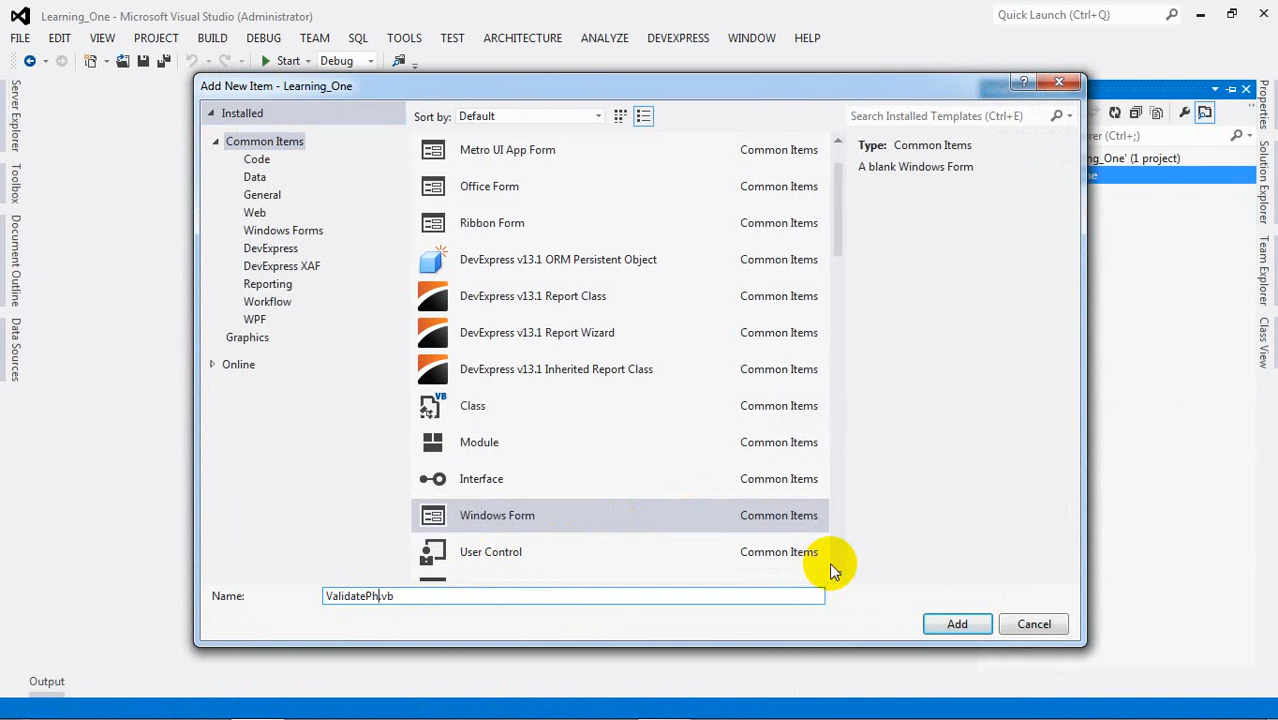 Learning_One - Microsoft Visual Studio (Administrator)
Quick Launch (Ctrl+Q)
FILE EDIT VIEW PROJECT BUILD DEBUG TEAM SQL TOOLS TEST ARCHITECTURE ANALYZE DEVEXPRESS WINDOW HELP
Start Debug
Add New Item - Learning_One
Installed
Sort by: Default
Search Installed Templates (Ctrl+E)
Common Items
Code
Data
General
Web
Windows Forms
DevExpress
DevExpress XAF
Reporting
Workflow
WPF
Graphics
Online
Metro UI App Form Common Items
Office Form Common Items
Ribbon Form Common Items
DevExpress v13.1 ORM Persistent Object Common Items
DevExpress v13.1 Report Class Common Items
DevExpress v13.1 Report Wizard Common Items
DevExpress v13.1 Inherited Report Class Common Items
VB
Class Common Items
Module Common Items
Interface Common Items
Windows Form Common Items
User Control Common Items
Type: Common Items
A blank Windows Form
Name: ValidatePh.vb
Add Cancel
Server Explorer
Toolbox
Document Outline
Data Sources
Properties
Solution Explorer
Team Explorer
Class View
rer (Ctrl+;)
ng_One' (1 project)
ne
Output